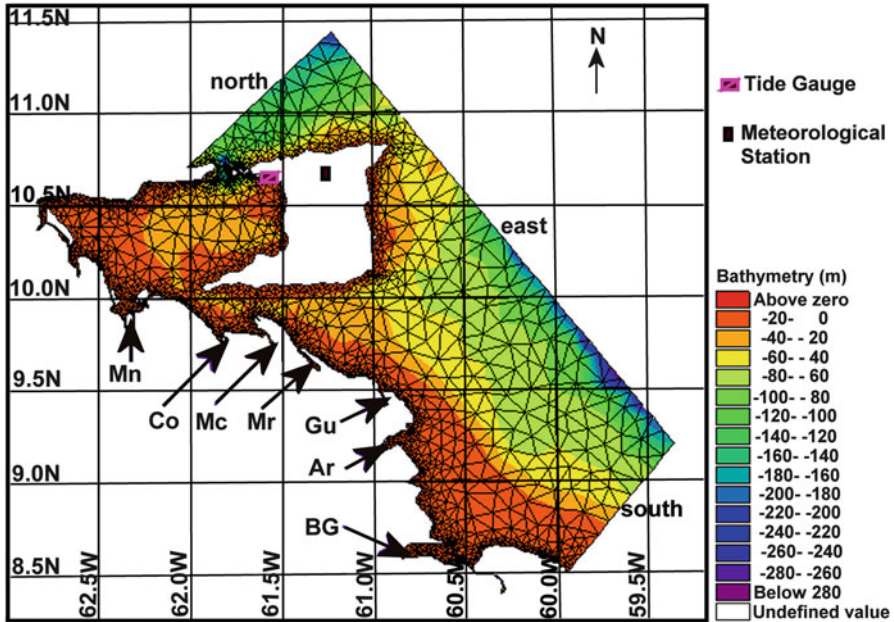 11.5N
N
north
Tide Gauge
11.0N
Meteorological
Station
10.5N
east
Bathymetry (m)
10.0N
Above zero
-20- 0
-40- - 20
Mn
-60- - 40
9.5N
-80- - 60
Co Mc Mr
-100- - 80
Gu
-120- -100
Ar
-140- -120
9.0N
-160- -140
-180- -160
south
-200- -180
BG
-220- -200
-240- -220
8.5N
-260- -240
-280- -260
Below 280
Undefined value
62.5W
62.0W
61.5W
61.0W
60.5W
60.0W
59.5W